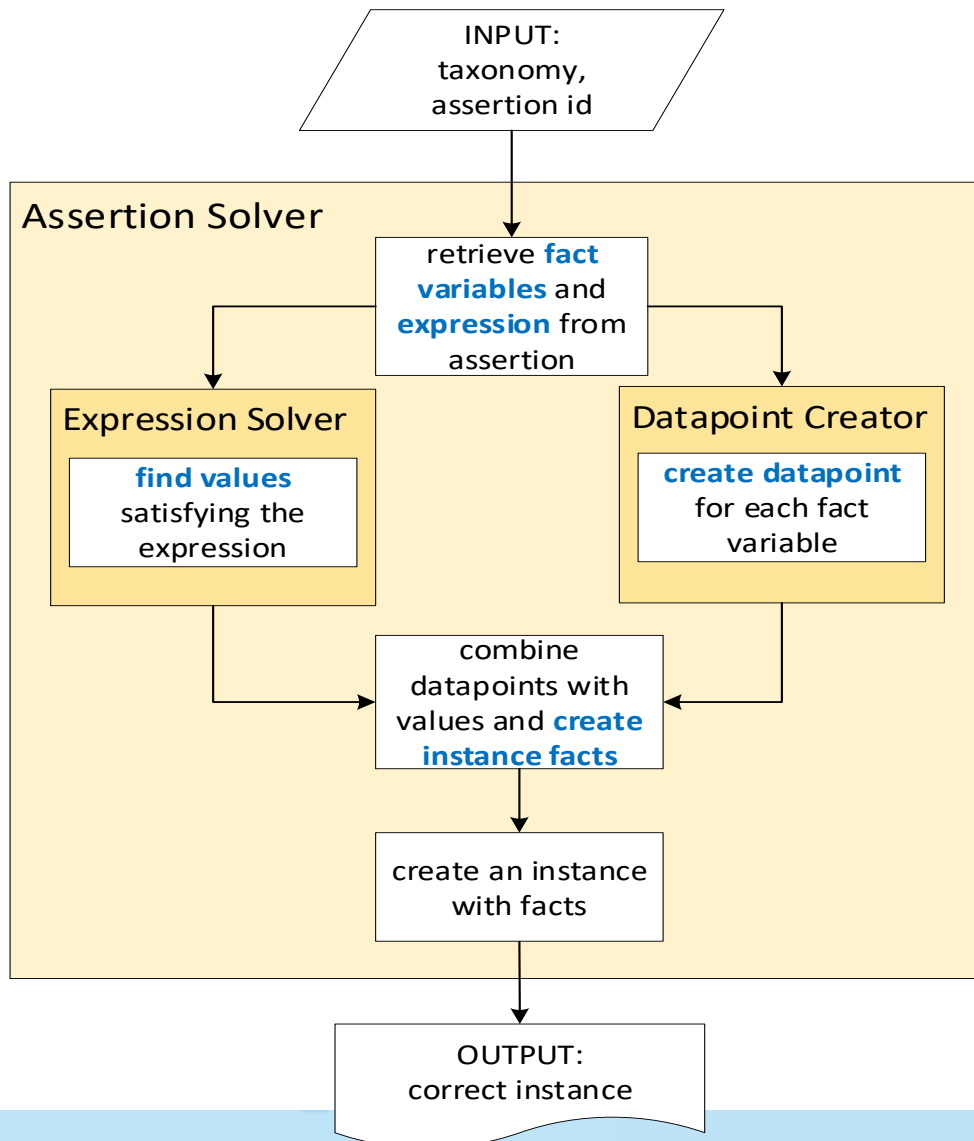 INPUT:
taxonomy,
assertion id
Assertion Solver
retrieve fact
variables and
expression from
assertion
Expression Solver
find values
satisfying the
expression
Datapoint Creator
create datapoint
for each fact
variable
combine
datapoints with
values and create
instance facts
create an instance
with facts
OUTPUT:
correct instance